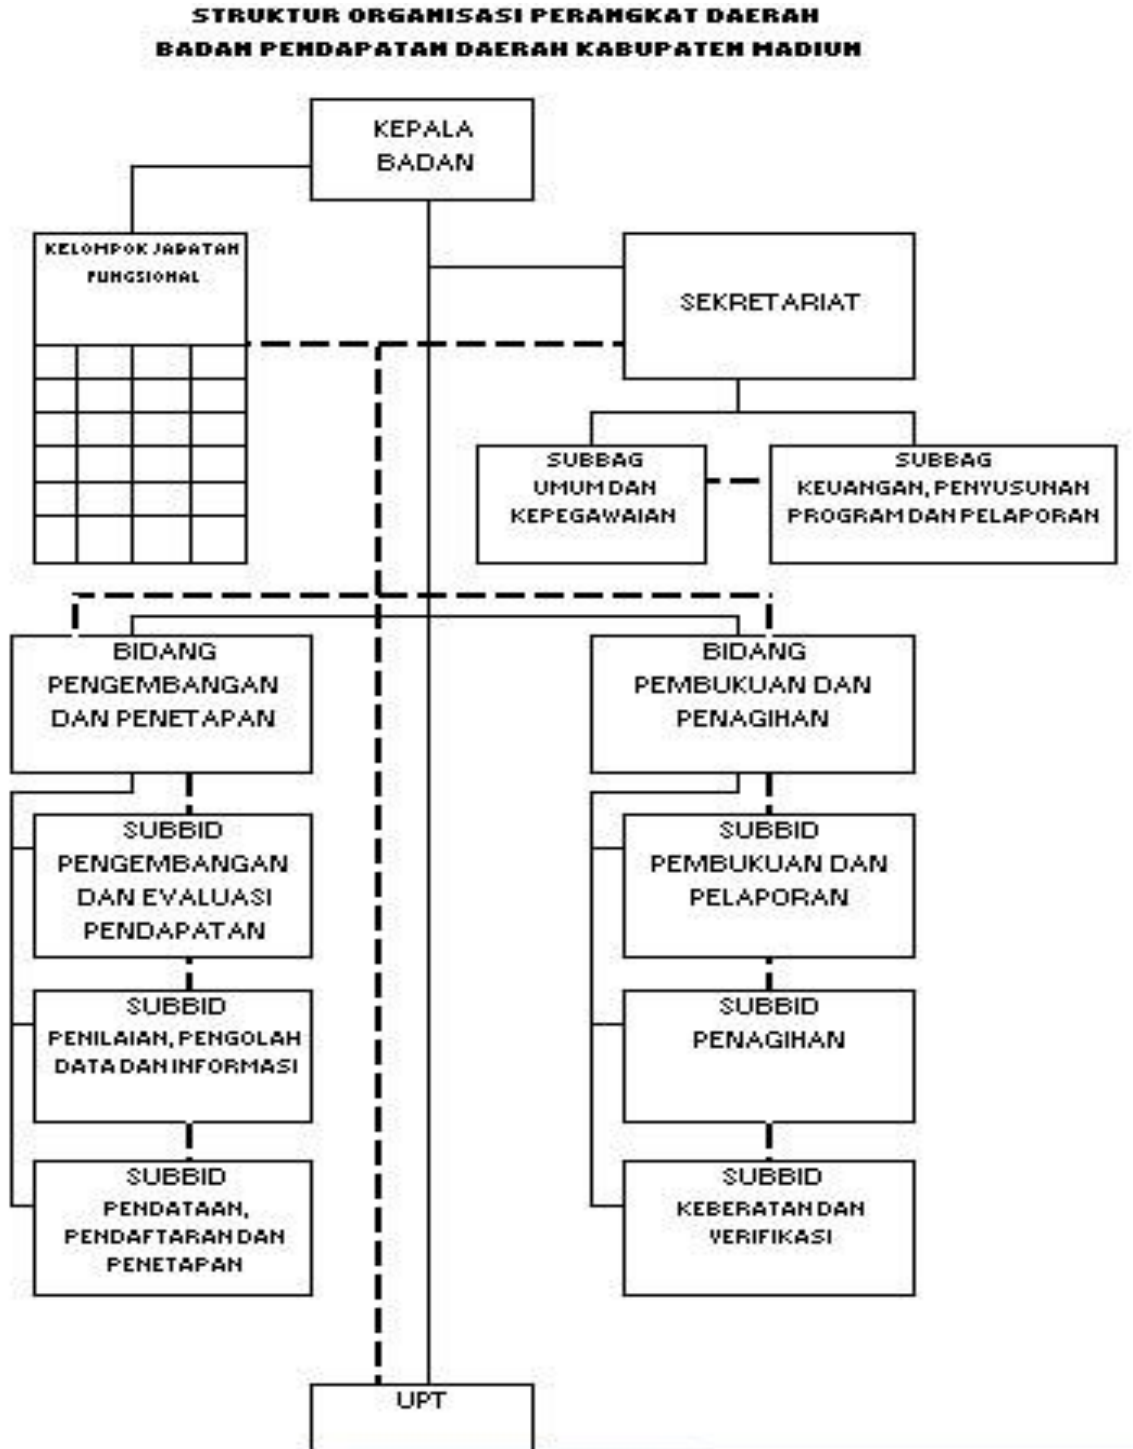 STRUKTUR ORGANISASI PERANGKAT DAERAH
BADAN PENDAPATAN DAERAH KABUPATEN MADIUN
KEPALA
BADAN
KELOMPOK JABATAN
FUNGSIONAL
SEKRETARIAT
SUBBAG
UMUM DAN
KEPEGAWAIAN
SUBBAG
KEUANGAN, PENYUSUNAN
PROGRAM DAN PELAPORAN
BIDANG
PENGEMBANGAN
DAN PENETAPAN
BIDANG
PEMBUKUAN DAN
PENAGIHAN
SUBBID
PENGEMBANGAN
DAN EVALUASI
PENDAPATAN
SUBBID
PEMBUKUAN DAN
PELAPORAN
SUBBID
PENILAIAN, PENGOLAH
DATA DAN INFORMASI
SUBBID
PENAGIHAN
SUBBID
PENDATAAN,
PENDAFTARAN DAN
PENETAPAN
SUBBID
KEBERATAN DAN
VERIFIKASI
UPT